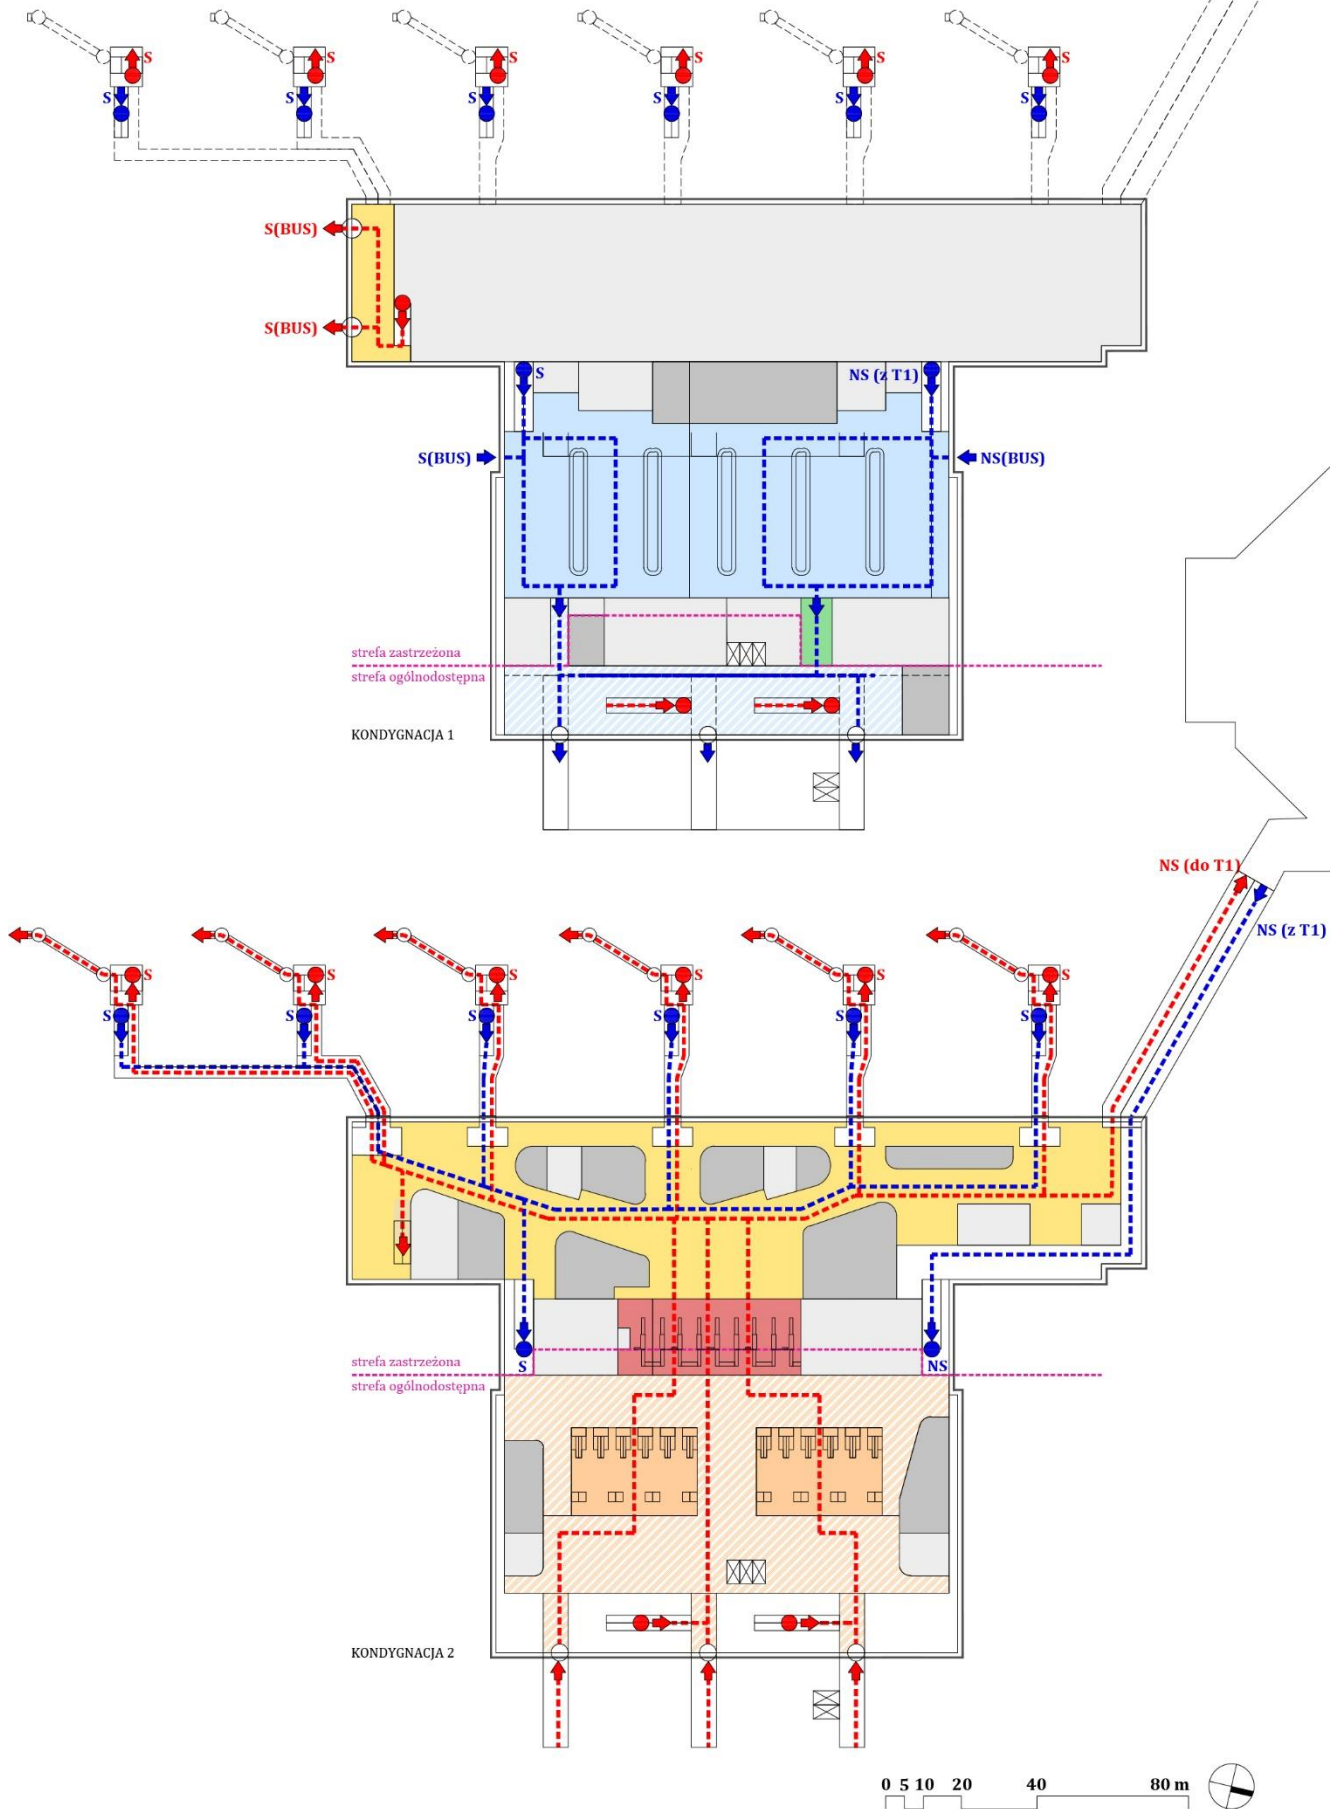 S S S S S S
S S S S S S
S(BUS)
S(BUS)
S NS (z T1)
S(BUS) NS(BUS)
strefa zastrzeżona
strefa ogólnodostępna
KONDYGNACJA 1
NS (do T1)
NS (z T1)
S S S S S S
S S S S S S
strefa zastrzeżona
S NS
strefa ogólnodostępna
KONDYGNACJA 2
0 5 10 20 40 80 m